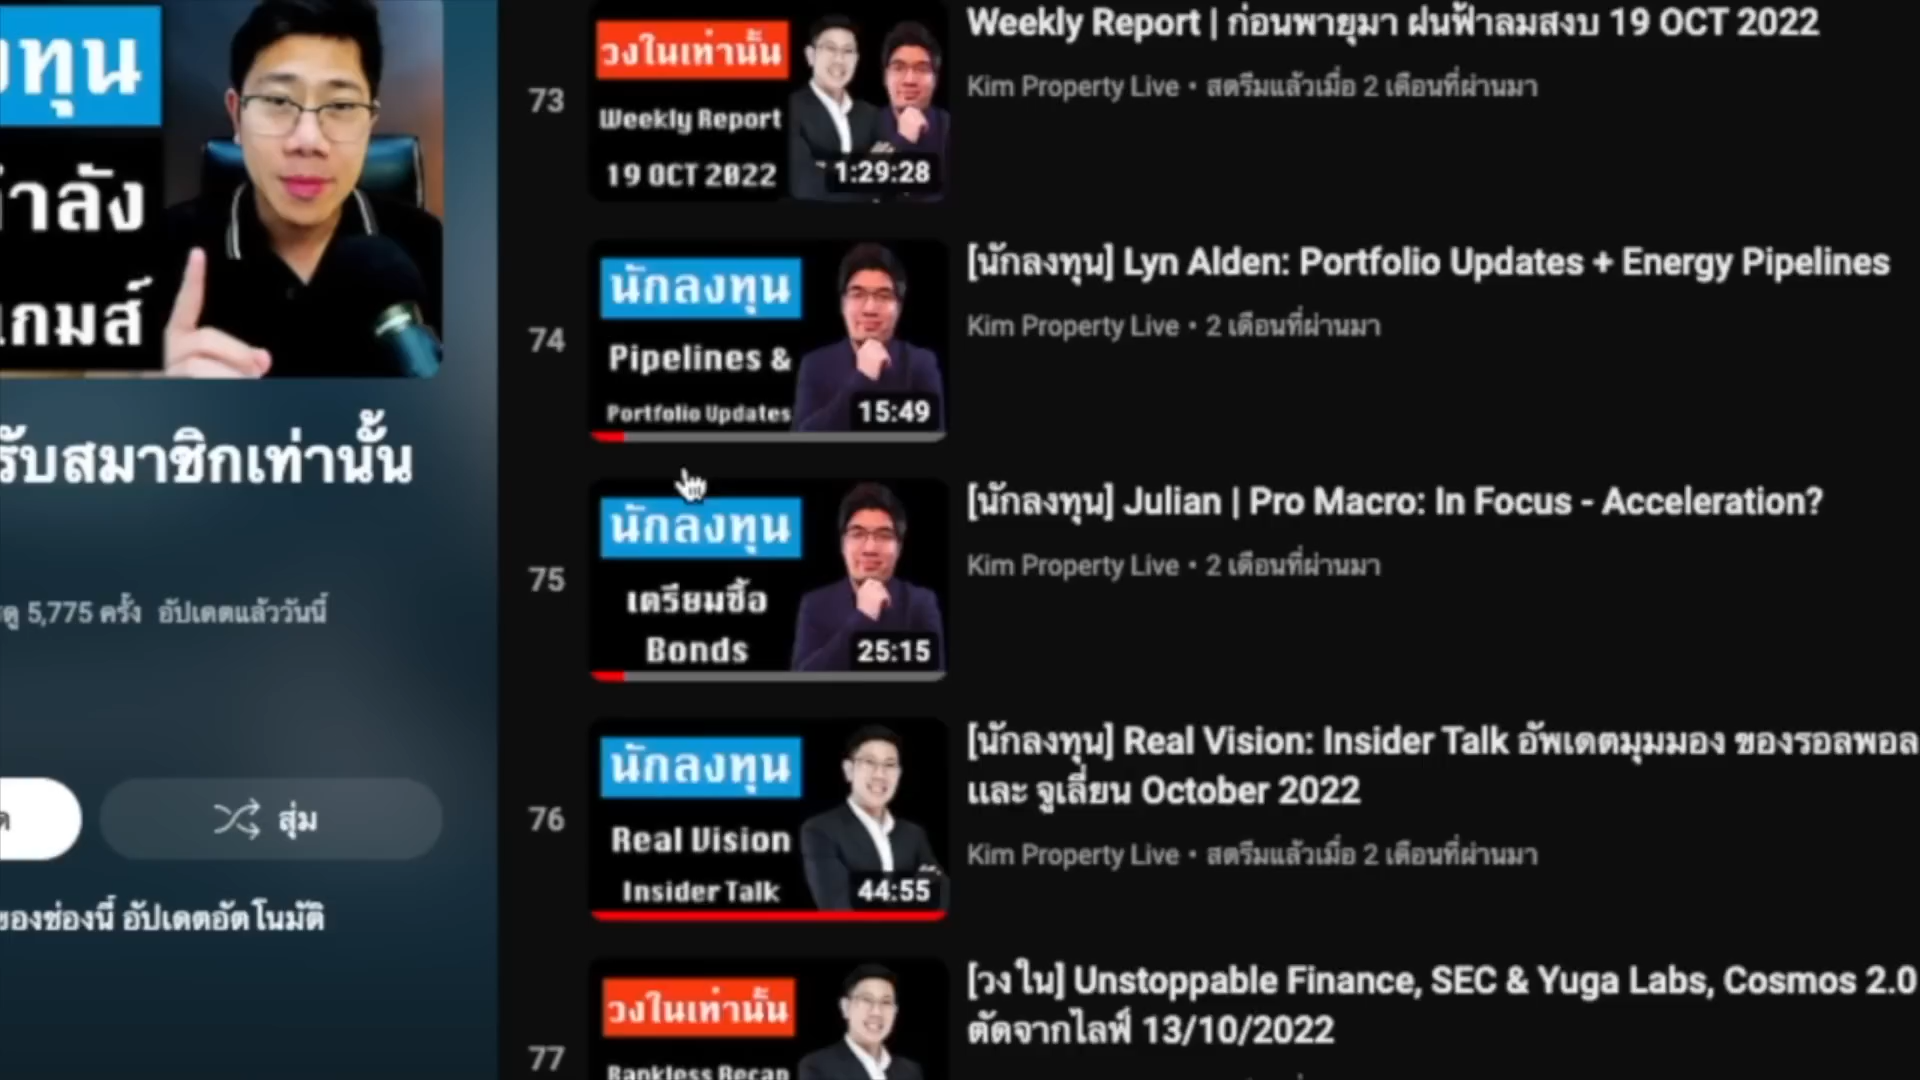 งทุน
กำลัง
เกมส์
รับสมาชิกเท่านั้น
ดู 5,775 ครั้ง อัปเดตแล้ววันนี้
สุ่ม
ของช่องนี้ อัปเดตอัตโนมัติ
73
วงในเท่านั้น
Weekly Report
19 OCT 2022
1:29:28
Weekly Report | ก่อนพายุมา ฝนฟ้าลมสงบ 19 OCT 2022
Kim Property Live • สตรีมแล้วเมื่อ 2 เดือนที่ผ่านมา
74
นักลงทุน
Pipelines &
Portfolio Updates
15:49
[นักลงทุน] Lyn Alden: Portfolio Updates + Energy Pipelines
Kim Property Live • 2 เดือนที่ผ่านมา
75
นักลงทุน
เตรียมซื้อ
Bonds
25:15
[นักลงทุน] Julian | Pro Macro: In Focus - Acceleration?
Kim Property Live • 2 เดือนที่ผ่านมา
76
นักลงทุน
Real Vision
Insider Talk
44:55
[นักลงทุน] Real Vision: Insider Talk อัพเดตมุมมอง ของรอลพอล
และ จูเลี่ยน October 2022
Kim Property Live • สตรีมแล้วเมื่อ 2 เดือนที่ผ่านมา
77
วงในเท่านั้น
Bankless Recap
[วงใน] Unstoppable Finance, SEC & Yuga Labs, Cosmos 2.0
ตัดจากไลฟ์ 13/10/2022